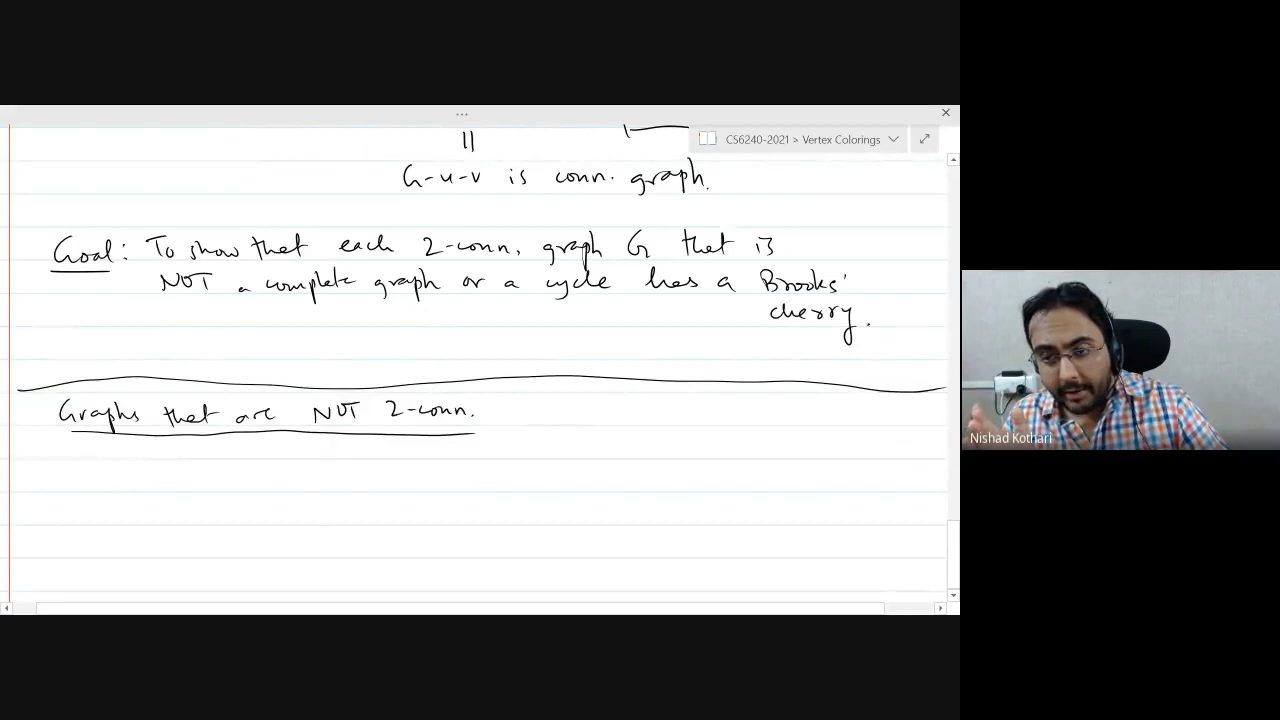 CS6240-2021 > Vertex Colorings
G-u-v is conn. graph.
Goal: To show that each 2-conn. graph G that is
NOT a complete graph or a cycle has a Brooks'
cherry.
Graphs that are NOT 2-conn.
Nishad Kothari